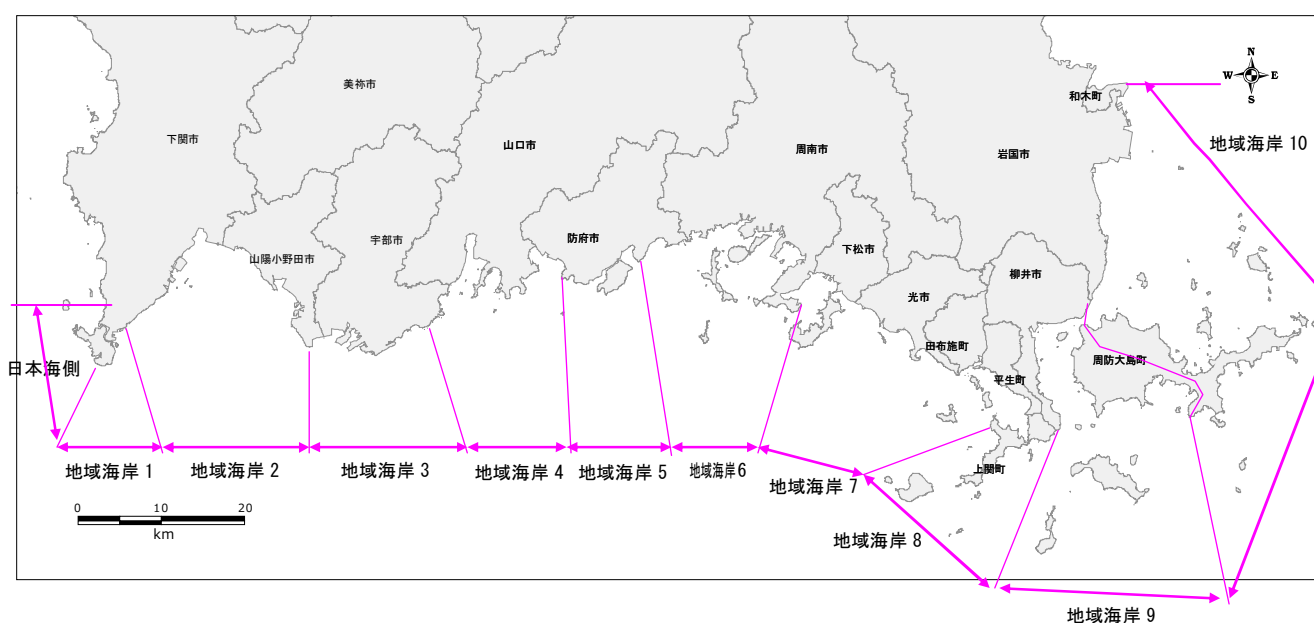 N
W E
S
和木町
美祢市
下関市
地域海岸 10
山口市
周南市
岩国市
宇部市
防府市
山陽小野田市
下松市
柳井市
光市
田布施町
周防大島町
日本海側
平生町
上関町
地域海岸 1
地域海岸 2
地域海岸 3
地域海岸 4
地域海岸 5
地域海岸 6
地域海岸 7
0 10 20
km
地域海岸 8
地域海岸 9